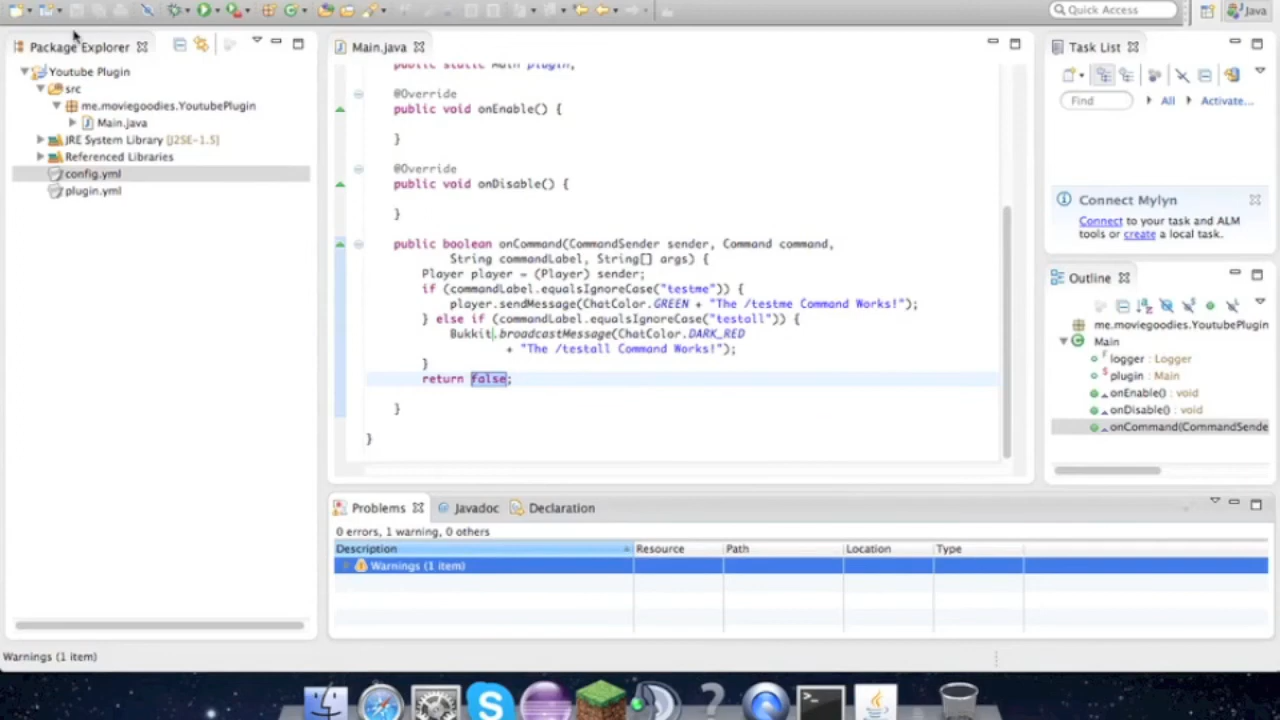 Quick Access
Java
Package Explorer
Youtube Plugin
src
me.moviegoodies.YoutubePlugin
Main.java
JRE System Library [J2SE-1.5]
Referenced Libraries
config.yml
plugin.yml
Main.java
public static Main plugin;
@Override
public void onEnable() {
}
@Override
public void onDisable() {
}
public boolean onCommand(CommandSender sender, Command command,
String commandLabel, String[] args) {
Player player = (Player) sender;
if (commandLabel.equalsIgnoreCase("testme")) {
player.sendMessage(ChatColor.GREEN + "The /testme Command Works!");
} else if (commandLabel.equalsIgnoreCase("testall")) {
Bukkit.broadcastMessage(ChatColor.DARK_RED
+ "The /testall Command Works!");
}
return false;
}
}
Task List
Find
All
Activate...
Connect Mylyn
Connect to your task and ALM
tools or create a local task.
Outline
me.moviegoodies.YoutubePlugin
Main
logger : Logger
plugin : Main
onEnable() : void
onDisable() : void
onCommand(CommandSende
Problems
Javadoc
Declaration
0 errors, 1 warning, 0 others
Description
Resource
Path
Location
Type
Warnings (1 item)
Warnings (1 item)